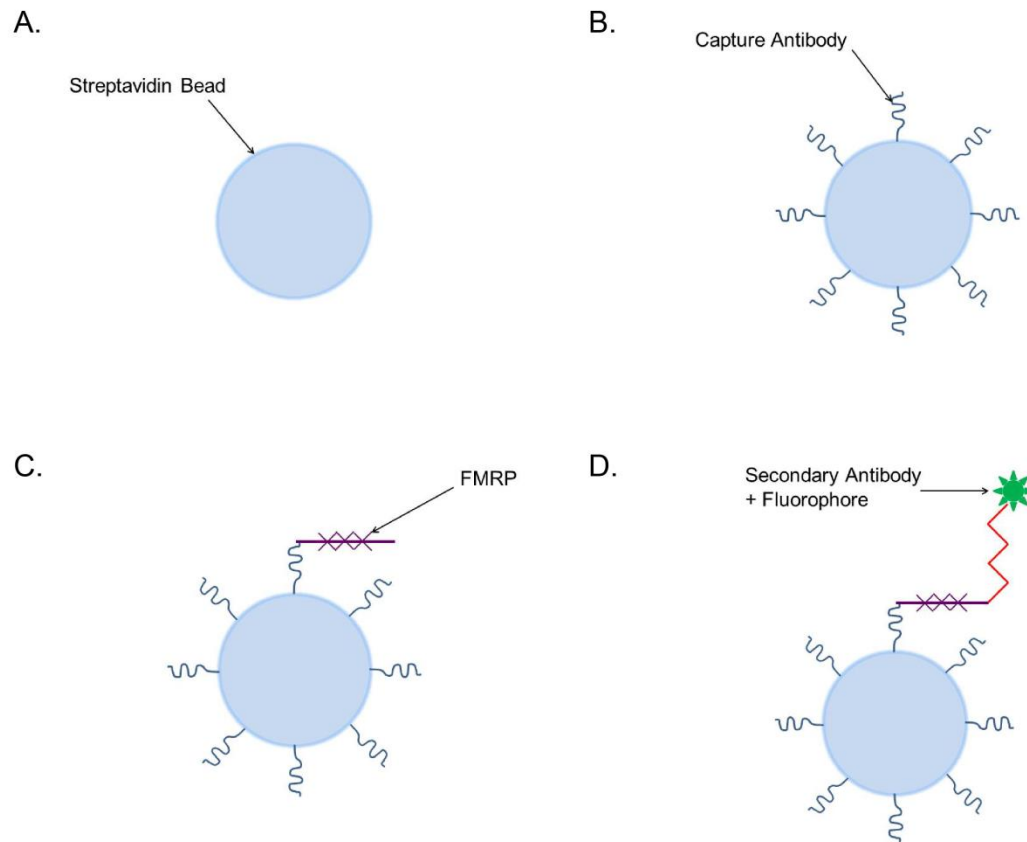 A.
Streptavidin Bead
B.
Capture Antibody
C.
FMRP
D.
Secondary Antibody
+ Fluorophore